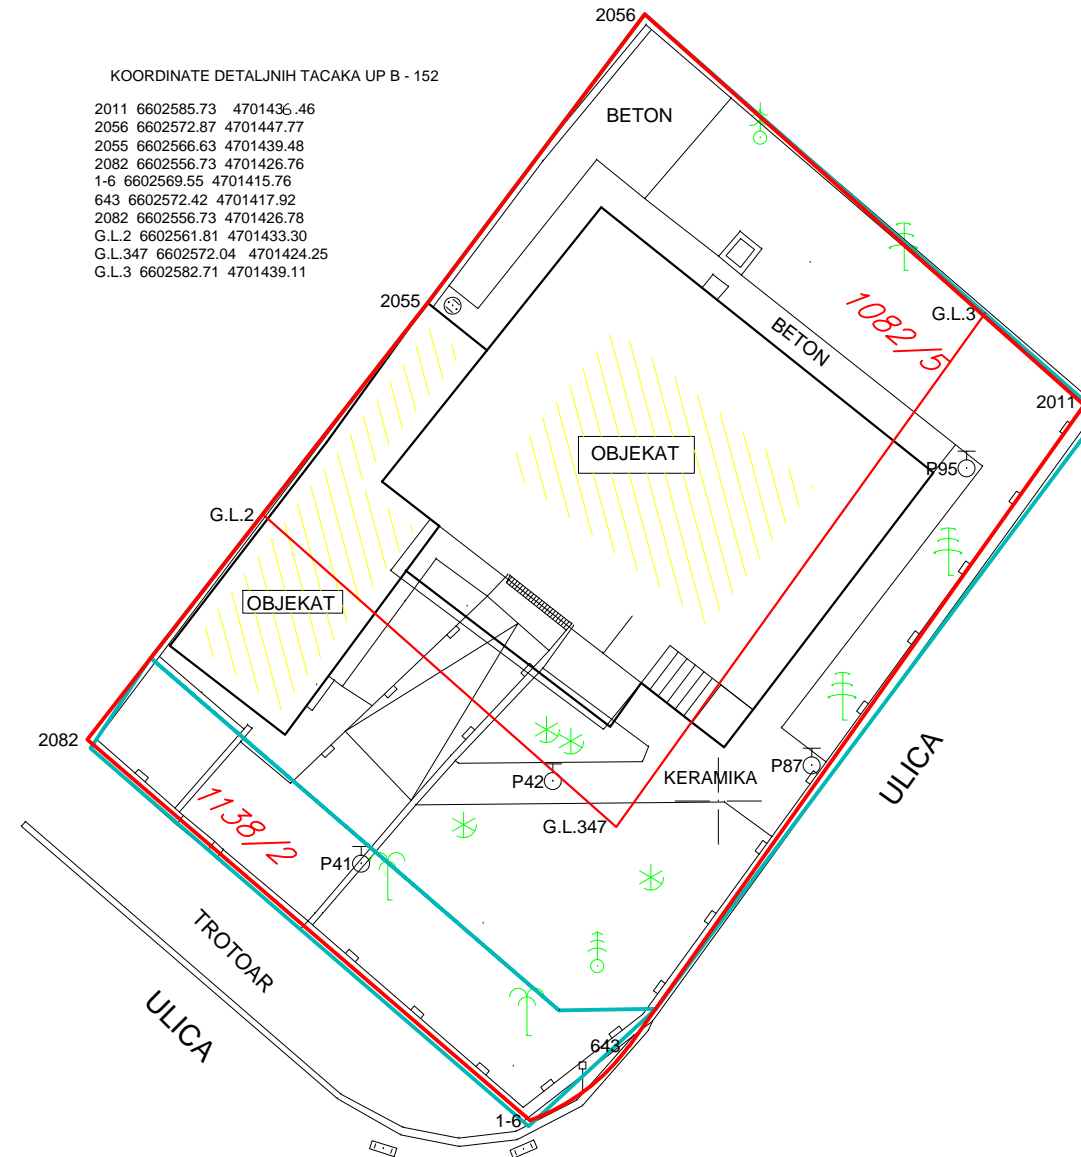 2056
KOORDINATE DETALJNIH TACAKA UP B - 152
2011 6602585.73 4701436.46
2056 6602572.87 4701447.77
2055 6602566.63 4701439.48
2082 6602556.73 4701426.76
1-6 6602569.55 4701415.76
643 6602572.42 4701417.92
2082 6602556.73 4701426.78
G.L.2 6602561.81 4701433.30
G.L.347 6602572.04 4701424.25
G.L.3 6602582.71 4701439.11
BETON
2055
1082/5
G.L.3
BETON
2011
OBJEKAT
P95
G.L.2
OBJEKAT
2082
ULICA
P87
KERAMIKA
P42
G.L.347
1138/2
P41
TROTOAR
ULICA
643
1-6